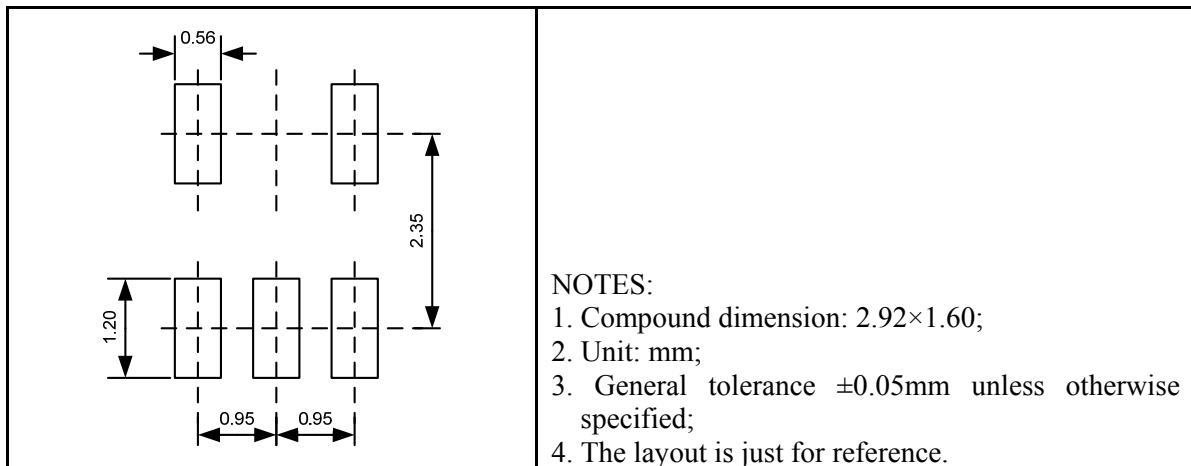 0.56
2.35
1.20
0.95
0.95
NOTES:
1. Compound dimension: 2.92×1.60;
2. Unit: mm;
3. General tolerance ±0.05mm unless otherwise
specified;
4. The layout is just for reference.